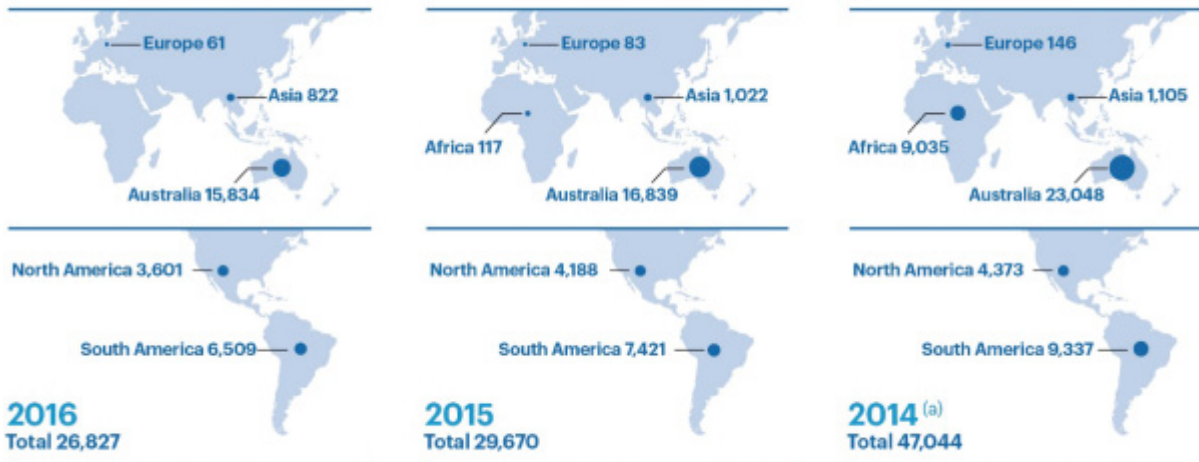 Europe 61
Asia 822
Australia 15,834
North America 3,601
South America 6,509
2016
Total 26,827
Europe 83
Asia 1,022
Africa 117
Australia 16,839
North America 4,188
South America 7,421
2015
Total 29,670
Europe 146
Asia 1,105
Africa 9,035
Australia 23,048
North America 4,373
South America 9,337
2014 (a)
Total 47,044